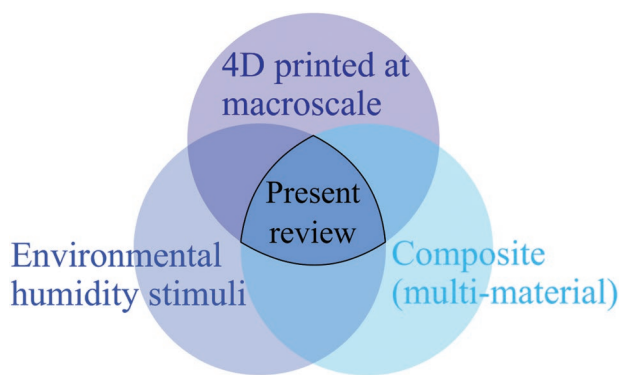 4D printed at
macroscale
Present
review
Environmental
humidity stimuli
Composite
(multi-material)